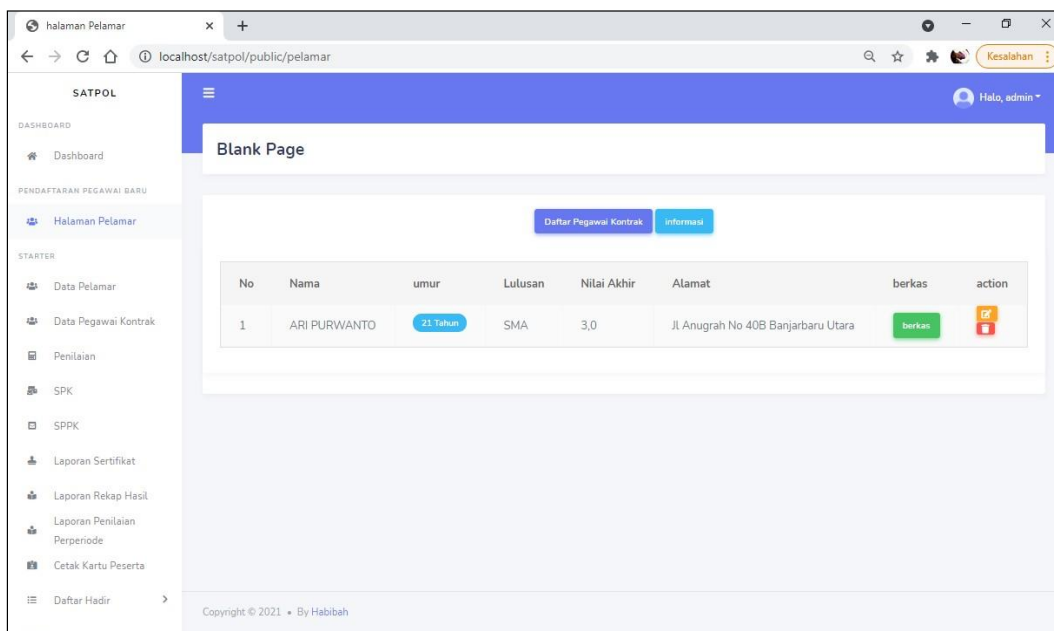 halaman Pelamar
localhost/satpol/public/pelamar
Kesalahan
SATPOL
Halo, admin
DASHBOARD
Dashboard
PENDAFTARAN PEGAWAI BARU
Halaman Pelamar
STARTER
Data Pelamar
Data Pegawai Kontrak
Penilaian
SPK
SPPK
Laporan Sertifikat
Laporan Rekap Hasil
Laporan Penilaian
Perperiode
Cetak Kartu Peserta
Daftar Hadir
Blank Page
Daftar Pegawai Kontrak informasi
No Nama umur Lulusan Nilai Akhir Alamat berkas action
1 ARI PURWANTO 21 Tahun SMA 3,0 Jl Anugrah No 40B Banjarbaru Utara berkas
Copyright © 2021 • By Habibah